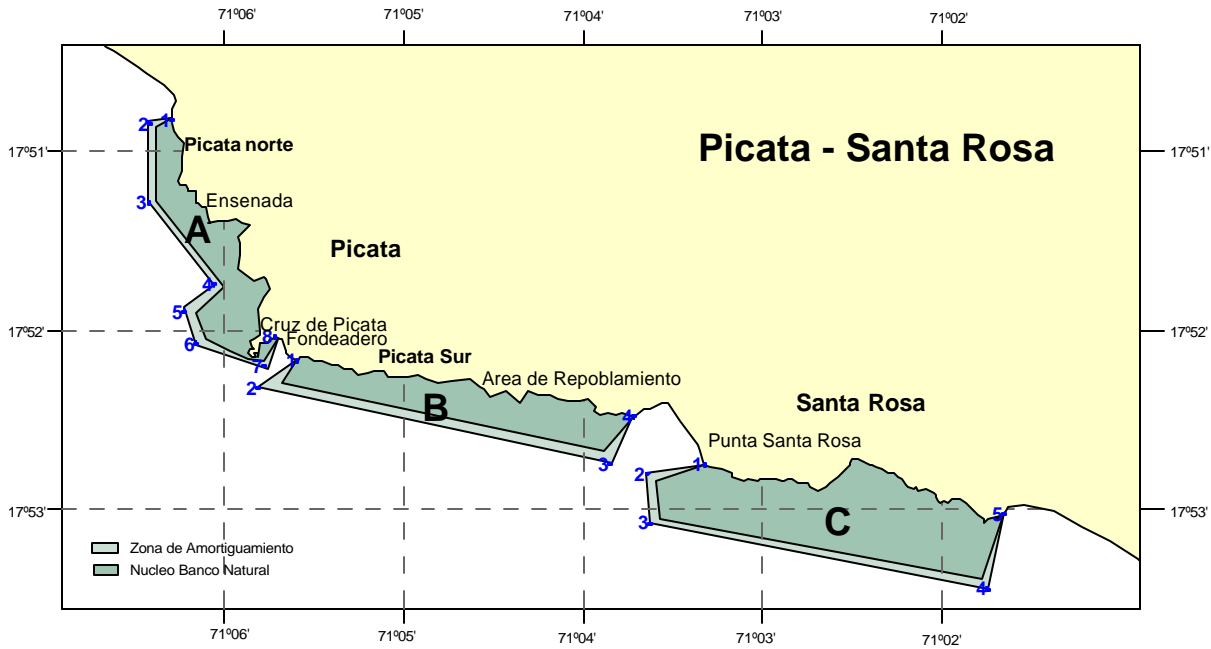 71º06' 71º05' 71º04' 71º03' 71º02'
2 1
Picata norte
Picata - Santa Rosa
17º51' 17º51'
3 Ensenada
A
Picata
4
5
Cruz de Picata
17º52' 17º52'
6 8 Fondeadero
7 1 Picata Sur
2 Area de Repoblamiento
B
4 Santa Rosa
Punta Santa Rosa
3 2 1
17º53' 17º53'
3 C 5
Zona de Amortiguamiento
Nucleo Banco Natural
4
71º06' 71º05' 71º04' 71º03' 71º02'